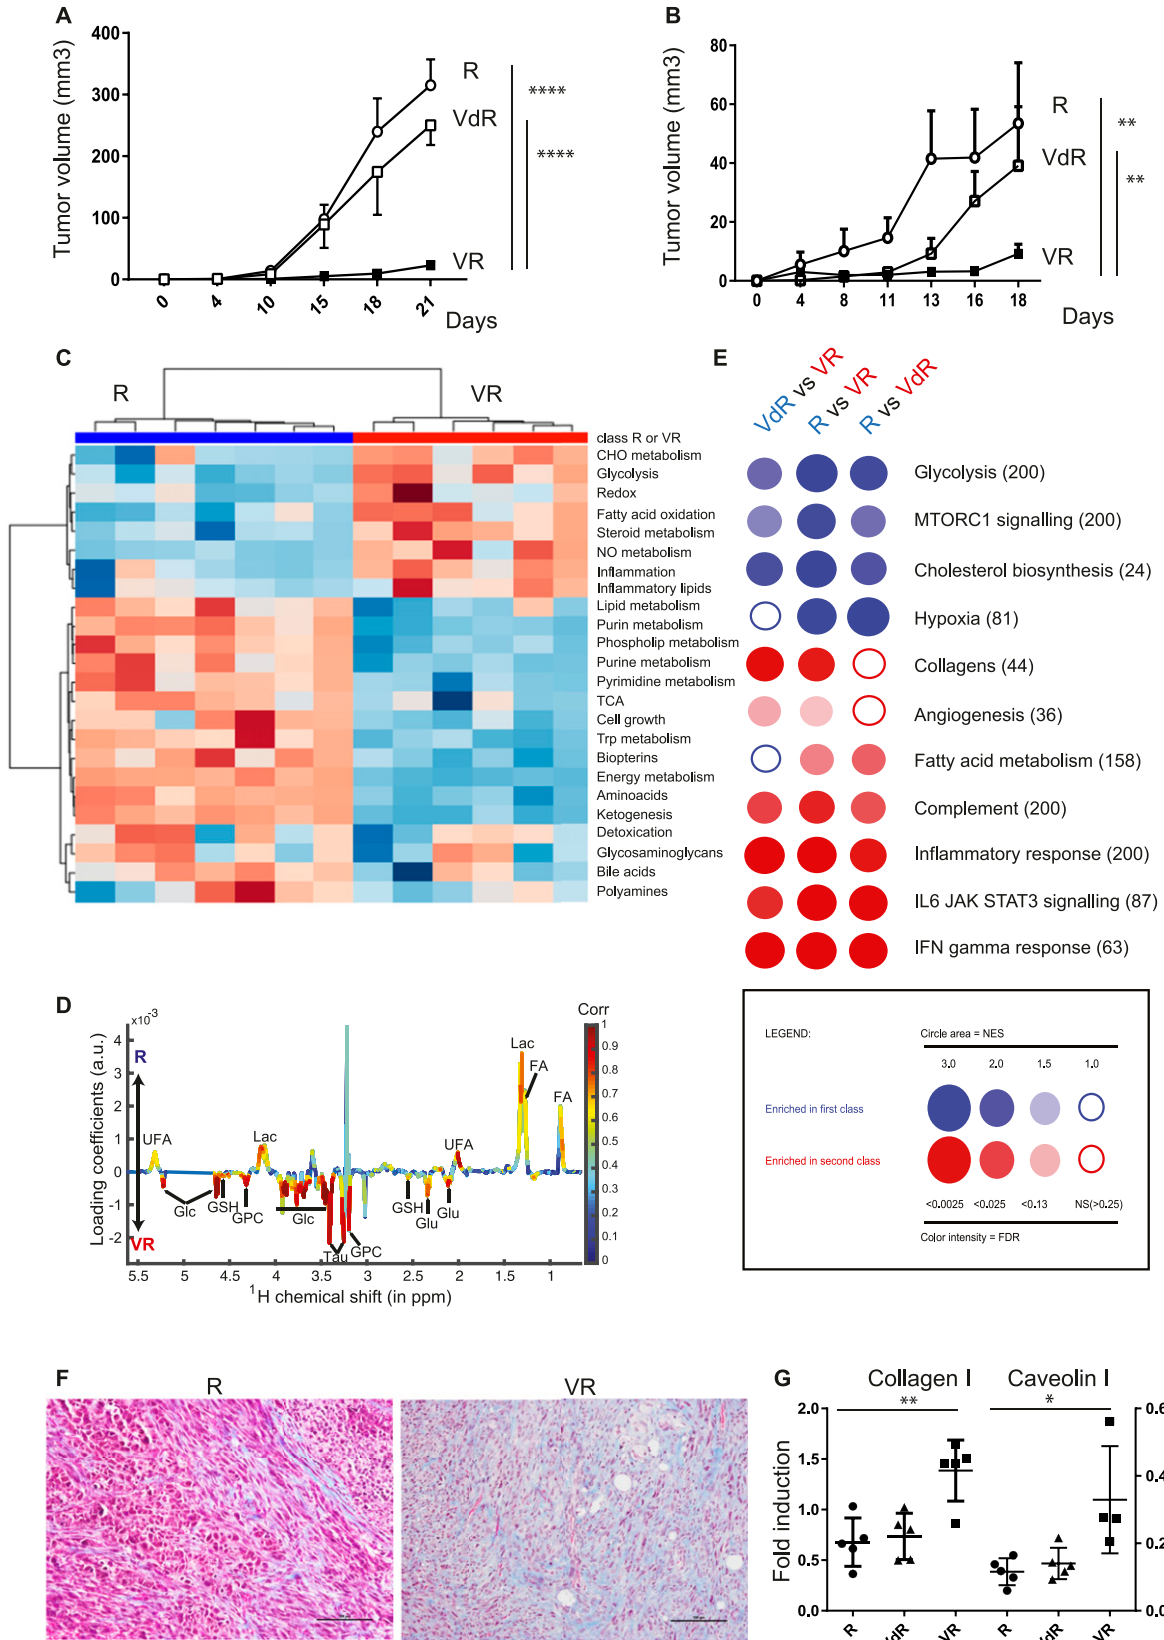 A
Tumor volume (mm3)
400
300
200
100
0
0 4 10 15 18 21
Days
R
VdR
VR
****
****
B
Tumor volume (mm3)
80
60
40
20
0
0 4 8 11 13 16 18
Days
R
VdR
VR
**
**
C
R
VR
class R or VR
CHO metabolism
Glycolysis
Redox
Fatty acid oxidation
Steroid metabolism
NO metabolism
Inflammation
Inflammatory lipids
Lipid metabolism
Purin metabolism
Phospholip metabolism
Purine metabolism
Pyrimidine metabolism
TCA
Cell growth
Trp metabolism
Biopterins
Energy metabolism
Aminoacids
Ketogenesis
Detoxication
Glycosaminoglycans
Bile acids
Polyamines
E
VdR vs VR
R vs VR
R vs VdR
Glycolysis (200)
MTORC1 signalling (200)
Cholesterol biosynthesis (24)
Hypoxia (81)
Collagens (44)
Angiogenesis (36)
Fatty acid metabolism (158)
Complement (200)
Inflammatory response (200)
IL6 JAK STAT3 signalling (87)
IFN gamma response (63)
LEGEND:
Circle area = NES
3.0 2.0 1.5 1.0
Enriched in first class
Enriched in second class
<0.0025 <0.025 <0.13 NS(>0.25)
Color intensity = FDR
D
x10-3
Loading coefficients (a.u.)
4
3
2
1
0
-1
-2
R
VR
UFA
Lac
Lac
FA
FA
UFA
Glc
GSH
GPC
Glc
Tau
GPC
GSH
Glu
Glu
5.5 5 4.5 4 3.5 3 2.5 2 1.5 1
1H chemical shift (in ppm)
Corr
1
0.9
0.8
0.7
0.6
0.5
0.4
0.3
0.2
0.1
0
F
R
VR
G
Collagen I
Caveolin I
**
*
Fold induction
2.0
1.5
1.0
0.5
0.0
0.6
0.4
0.2
0.0
R
VdR
VR
R
VdR
VR